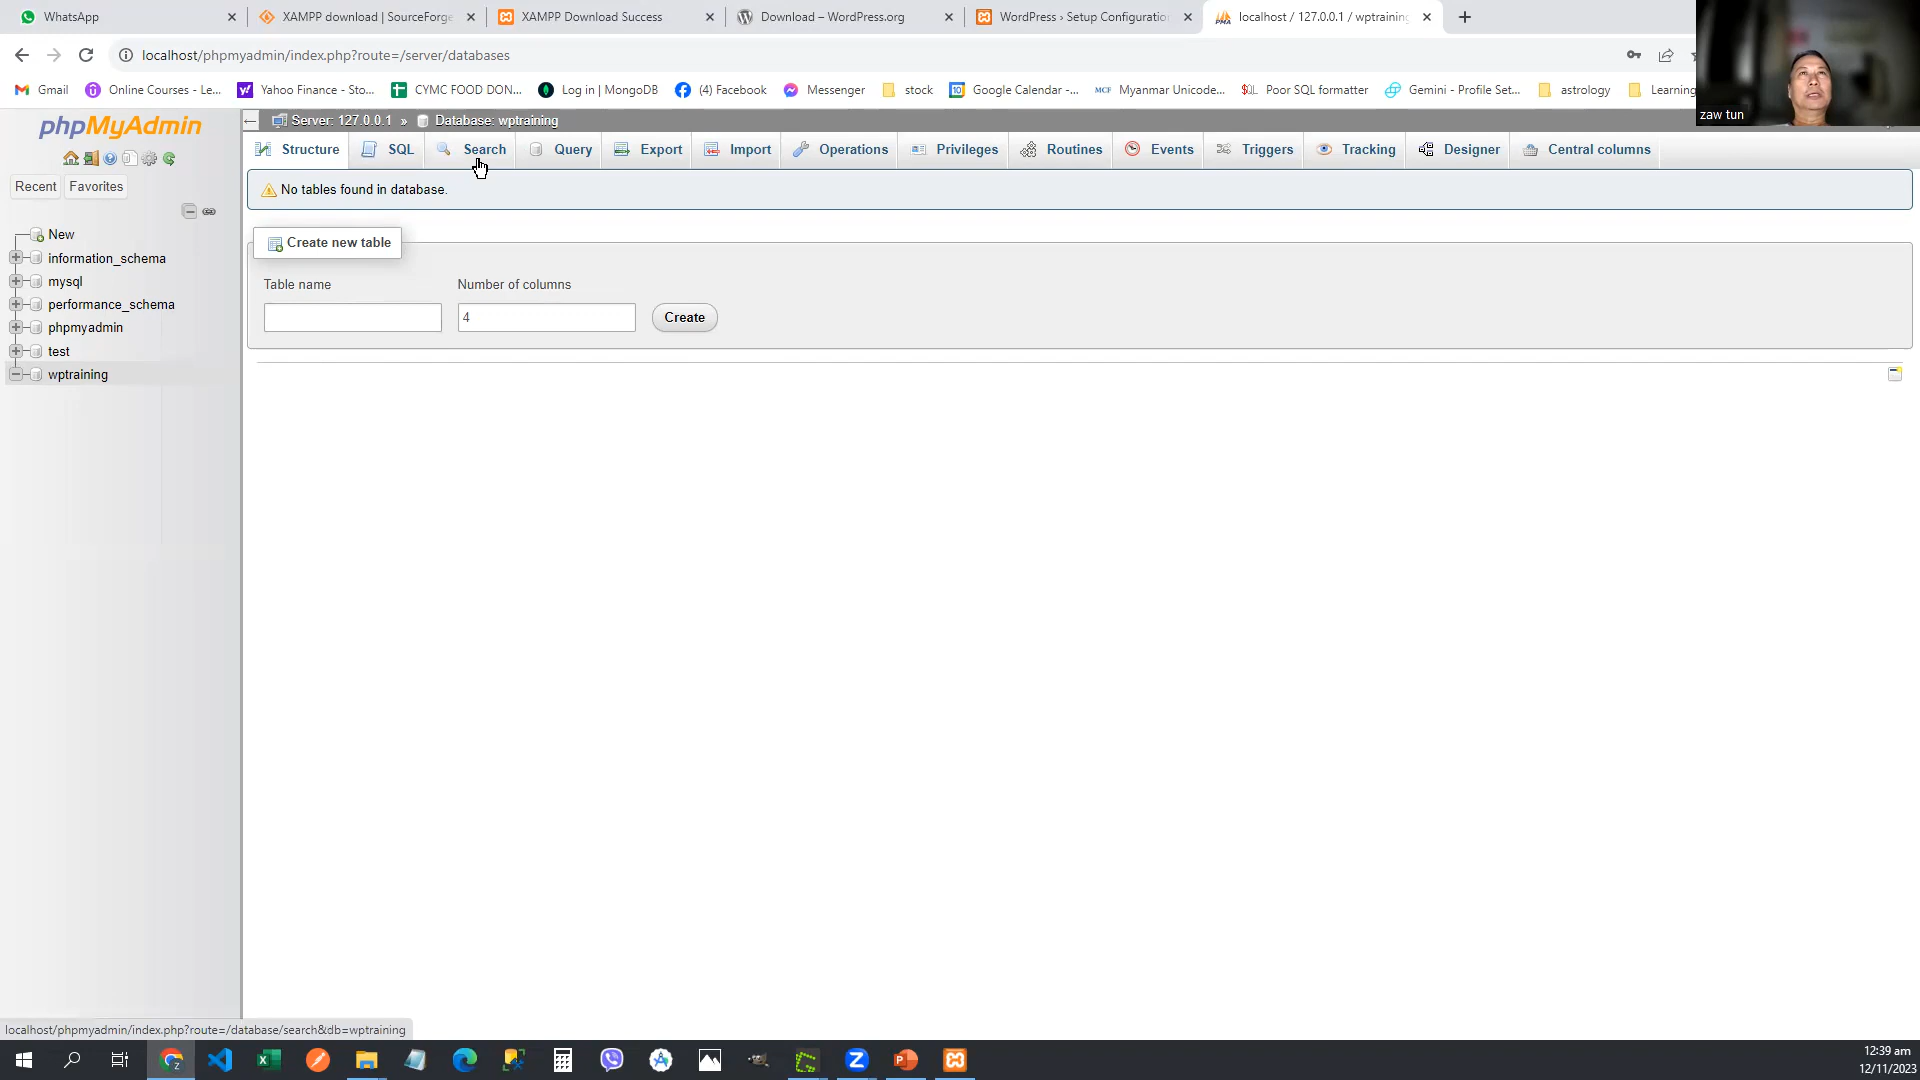 WhatsApp
XAMPP download | SourceForge
XAMPP Download Success
Download – WordPress.org
WordPress › Setup Configuration
localhost / 127.0.0.1 / wptraining
localhost/phpmyadmin/index.php?route=/server/databases
Gmail
Online Courses - Le...
Yahoo Finance - Sto...
CYMC FOOD DON...
Log in | MongoDB
(4) Facebook
Messenger
stock
Google Calendar -...
Myanmar Unicode...
Poor SQL formatter
Gemini - Profile Set...
astrology
Learning
zaw tun
phpMyAdmin
Recent
Favorites
New
information_schema
mysql
performance_schema
phpmyadmin
test
wptraining
Server: 127.0.0.1 » Database: wptraining
Structure
SQL
Search
Query
Export
Import
Operations
Privileges
Routines
Events
Triggers
Tracking
Designer
Central columns
No tables found in database.
Create new table
Table name
Number of columns
4
Create
localhost/phpmyadmin/index.php?route=/database/search&db=wptraining
12:39 am
12/11/2023